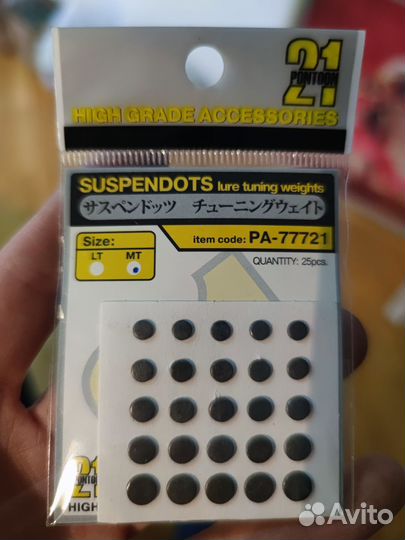 21
PONTOON
HIGH GRADE ACCESSORIES
SUSPENDOTS lure tuning weights
サスペンドッツ チューニングウェイト
Size:
LT MT
item code: PA-77721
QUANTITY: 25pcs.
21
HIGH
Avito